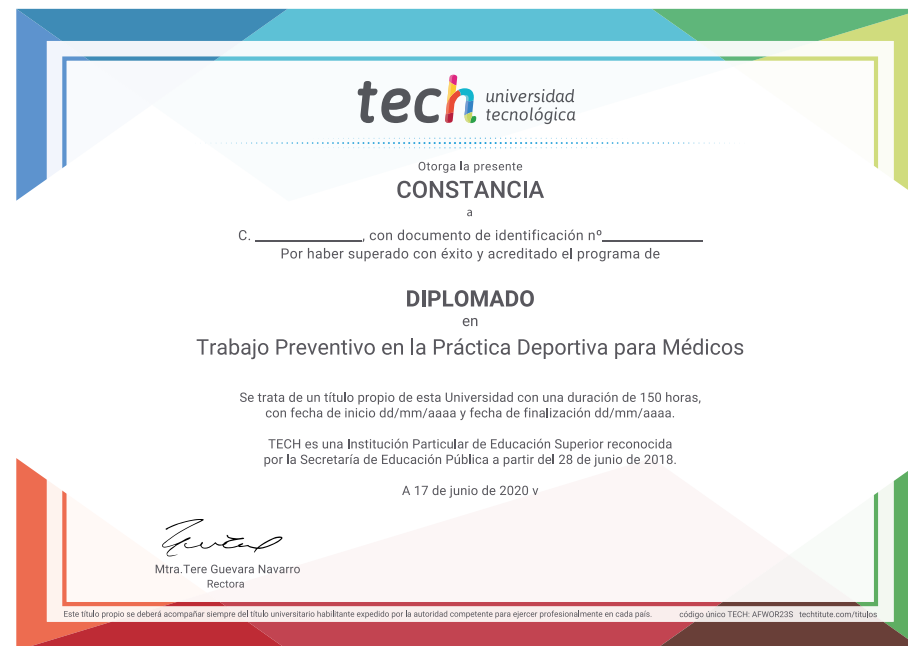 tech universidad
tecnológica
Otorga la presente
CONSTANCIA
a
C. ____________, con documento de identificación nº____________
Por haber superado con éxito y acreditado el programa de
DIPLOMADO
en
Trabajo Preventivo en la Práctica Deportiva para Médicos
Se trata de un título propio de esta Universidad con una duración de 150 horas,
con fecha de inicio dd/mm/aaaa y fecha de finalización dd/mm/aaaa.
TECH es una Institución Particular de Educación Superior reconocida
por la Secretaría de Educación Pública a partir del 28 de junio de 2018.
A 17 de junio de 2020 v
Mtra.Tere Guevara Navarro
Rectora
Este título propio se deberá acompañar siempre del título universitario habilitante expedido por la autoridad competente para ejercer profesionalmente en cada país. código único TECH: AFWOR23S techtitute.com/titulos